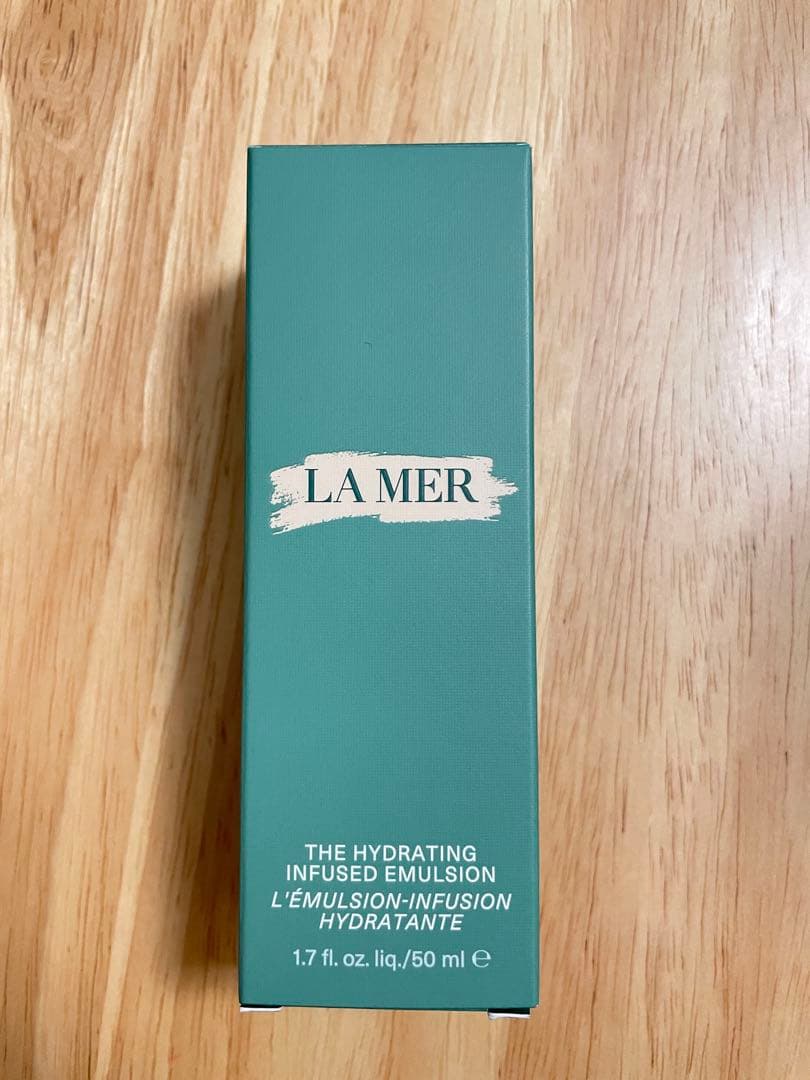 LA MER
THE HYDRATING
INFUSED EMULSION
L'ÉMULSION-INFUSION
HYDRATANTE
1.7 fl. oz. liq./50 ml ℮